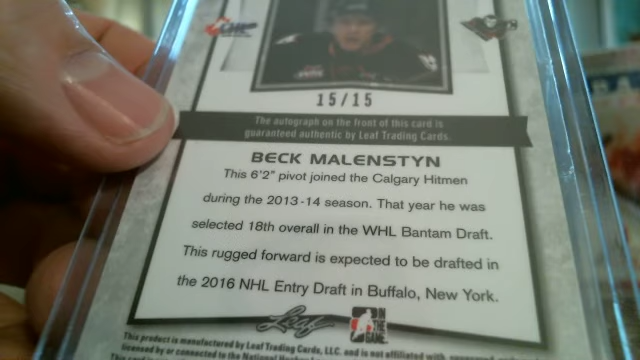 15/15
The autograph on the front of this card is
guaranteed authentic by Leaf Trading Cards.
BECK MALENSTYN
This 6'2" pivot joined the Calgary Hitmen
during the 2013-14 season. That year he was
selected 18th overall in the WHL Bantam Draft.
This rugged forward is expected to be drafted in
the 2016 NHL Entry Draft in Buffalo, New York.
Leaf IN THE GAME
This product is manufactured by Leaf Trading Cards, LLC. and is not affiliated with
licensed by or connected to the National Hockey